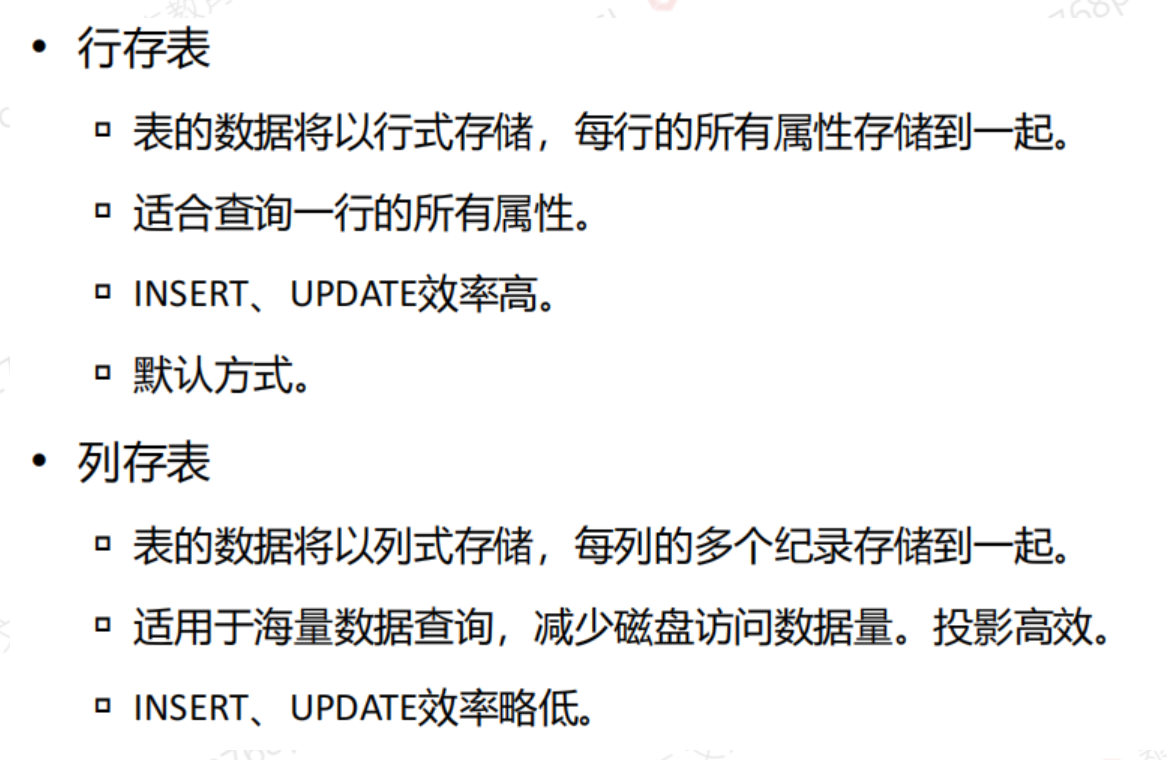 • 行存表
▫ 表的数据将以行式存储，每行的所有属性存储到一起。
▫ 适合查询一行的所有属性。
▫ INSERT、UPDATE效率高。
▫ 默认方式。
• 列存表
▫ 表的数据将以列式存储，每列的多个纪录存储到一起。
▫ 适用于海量数据查询，减少磁盘访问数据量。投影高效。
▫ INSERT、UPDATE效率略低。